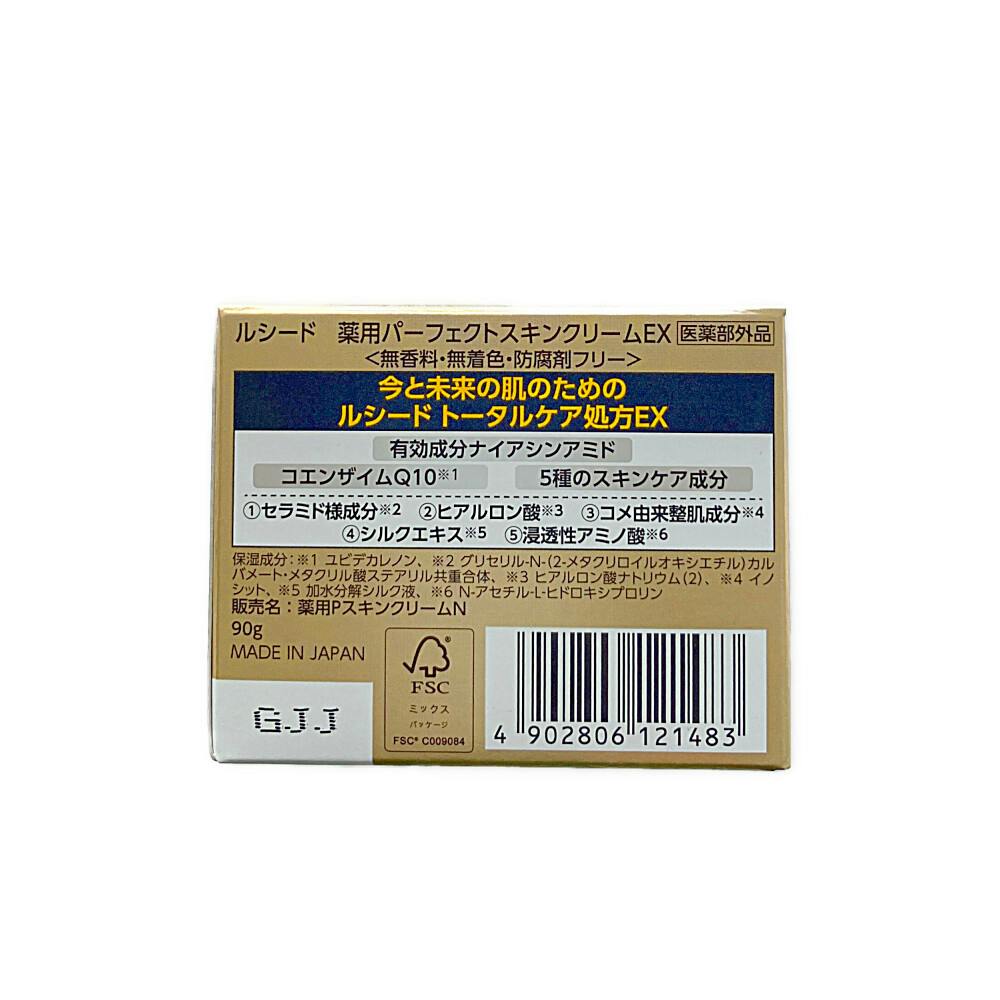 ルシード 薬用パーフェクトスキンクリームEX 医薬部外品
<無香料・無着色・防腐剤フリー>
今と未来の肌のための
ルシード トータルケア処方EX
有効成分ナイアシンアミド
コエンザイムQ10※1 5種のスキンケア成分
①セラミド様成分※2 ②ヒアルロン酸※3 ③コメ由来整肌成分※4
④シルクエキス※5 ⑤浸透性アミノ酸※6
保湿成分：※1 ユビデカレノン、※2 グリセリル-N-(2-メタクリロイルオキシエチル)カル
バメート・メタクリル酸ステアリル共重合体、※3 ヒアルロン酸ナトリウム(2)、※4 イノ
シット、※5 加水分解シルク液、※6 N-アセチル-L-ヒドロキシプロリン
販売名：薬用PスキンクリームN
90g
MADE IN JAPAN
GJJ
®
FSC
ミックス
パッケージ
FSC® C009084
4 902806 121483